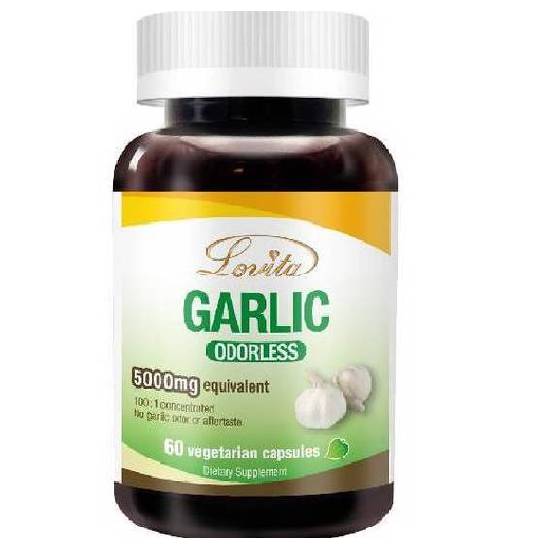 Lovita
GARLIC
ODORLESS
5000mg equivalent
100:1 concentrated
No garlic odor or aftertaste
60 vegetarian capsules
Dietary Supplement